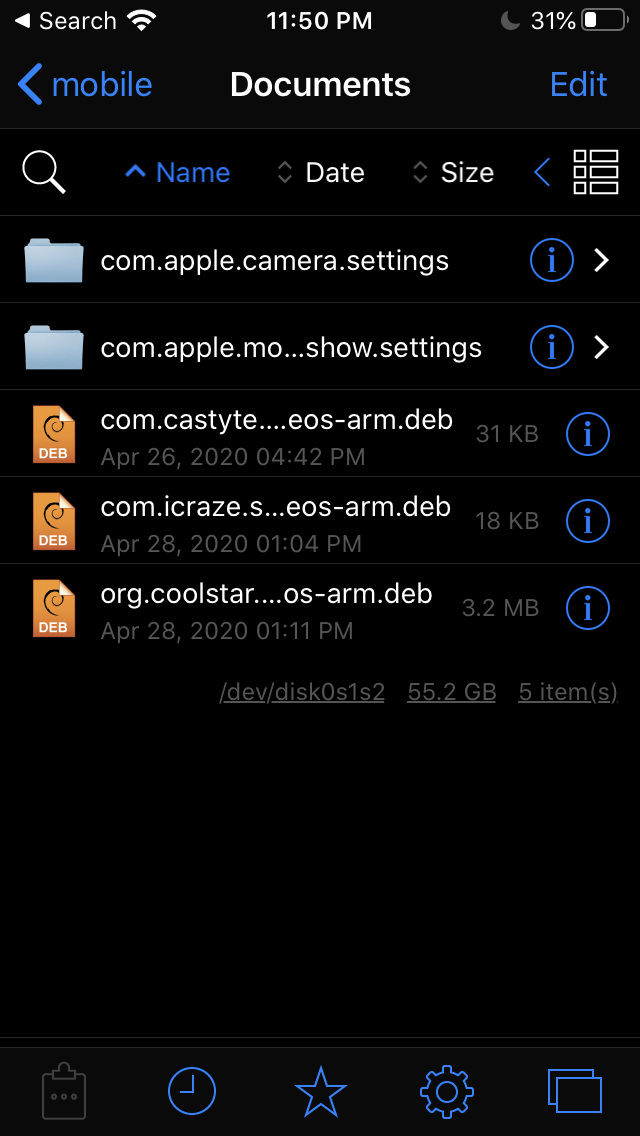 Search 11:50 PM 31%
mobile Documents Edit
Name Date Size
com.apple.camera.settings
com.apple.mo...show.settings
com.castyte....eos-arm.deb 31 KB
DEB
Apr 26, 2020 04:42 PM
com.icraze.s...eos-arm.deb 18 KB
DEB
Apr 28, 2020 01:04 PM
org.coolstar....os-arm.deb 3.2 MB
DEB
Apr 28, 2020 01:11 PM
/dev/disk0s1s2 55.2 GB 5 item(s)